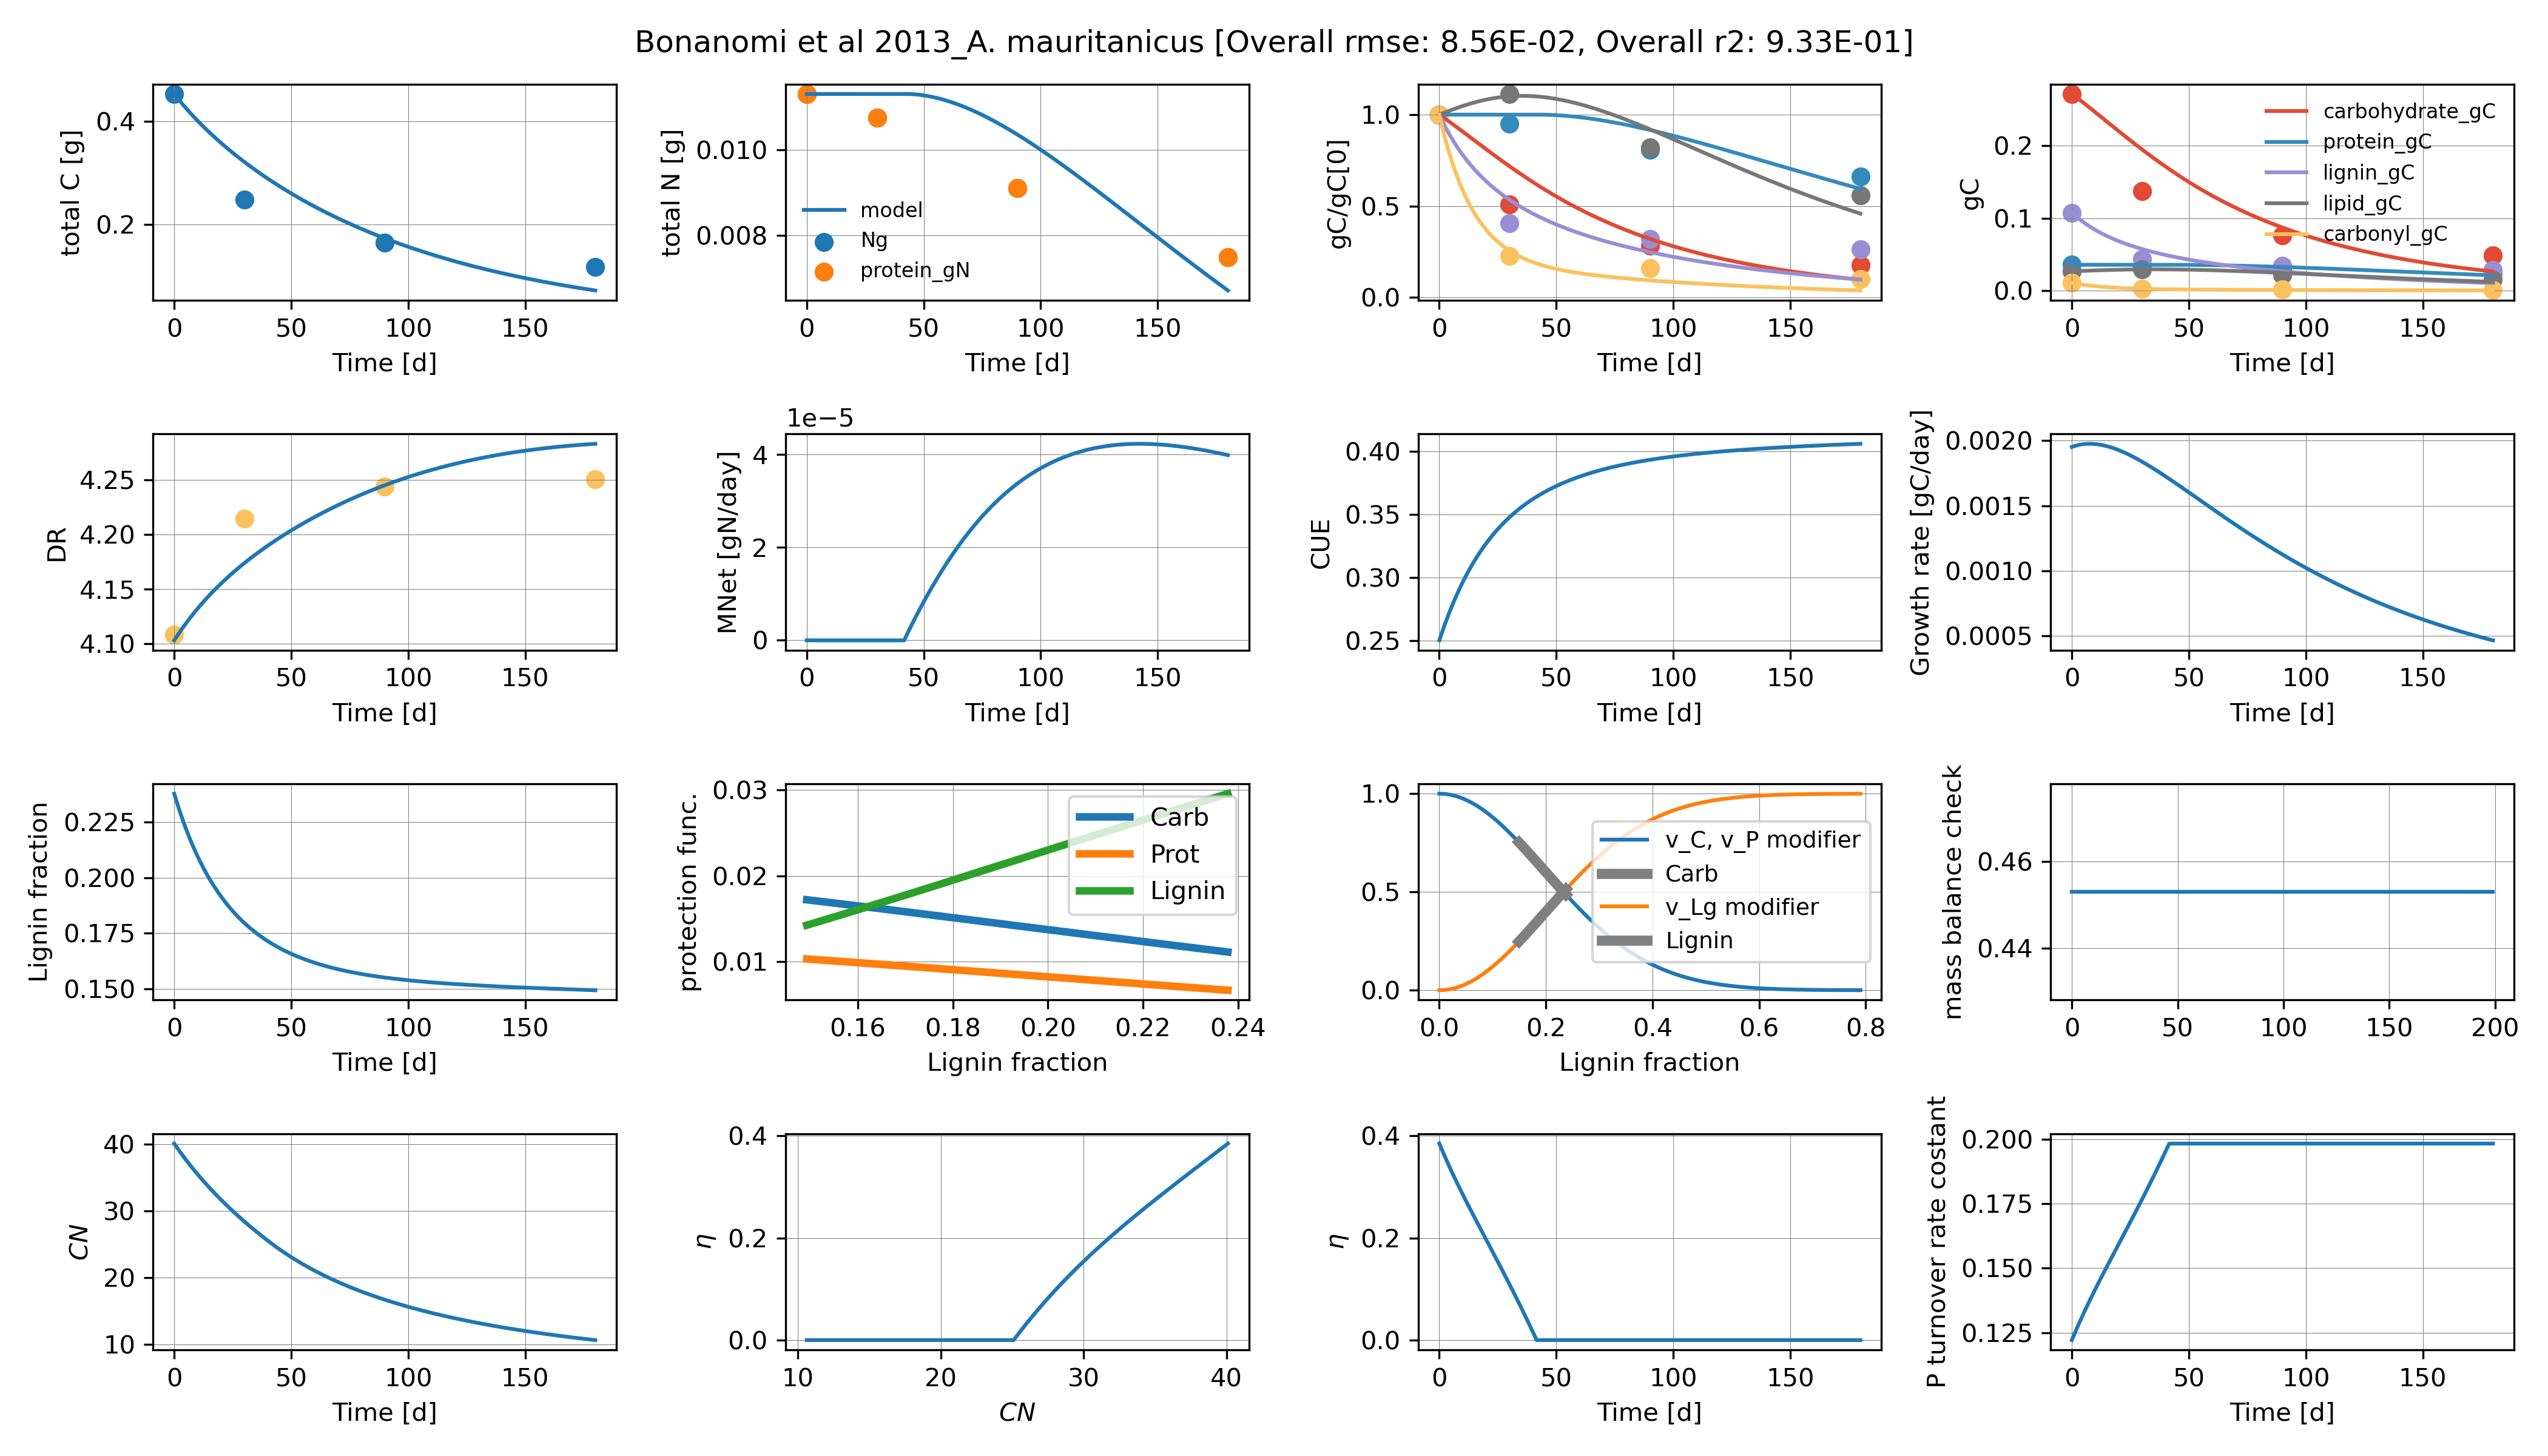 Bonanomi et al 2013_A. mauritanicus [Overall rmse: 8.56E-02, Overall r2: 9.33E-01]
total C [g]
0.4
0.2
0 50 100 150
Time [d]
total N [g]
0.010
0.008
model
Ng
protein_gN
0 50 100 150
Time [d]
gC/gC[0]
1.0
0.5
0.0
0 50 100 150
Time [d]
gC
0.2
0.1
0.0
carbohydrate_gC
protein_gC
lignin_gC
lipid_gC
carbonyl_gC
0 50 100 150
Time [d]
DR
4.25
4.20
4.15
4.10
0 50 100 150
Time [d]
1e−5
MNet [gN/day]
4
2
0
0 50 100 150
Time [d]
CUE
0.40
0.35
0.30
0.25
0 50 100 150
Time [d]
Growth rate [gC/day]
0.0020
0.0015
0.0010
0.0005
0 50 100 150
Time [d]
Lignin fraction
0.225
0.200
0.175
0.150
0 50 100 150
Time [d]
protection func.
0.03
0.02
0.01
Carb
Prot
Lignin
0.16 0.18 0.20 0.22 0.24
Lignin fraction
1.0
0.5
0.0
v_C, v_P modifier
Carb
v_Lg modifier
Lignin
0.0 0.2 0.4 0.6 0.8
Lignin fraction
mass balance check
0.46
0.44
0 50 100 150 200
CN
40
30
20
10
0 50 100 150
Time [d]
η
0.4
0.2
0.0
10 20 30 40
CN
η
0.4
0.2
0.0
0 50 100 150
Time [d]
P turnover rate costant
0.200
0.175
0.150
0.125
0 50 100 150
Time [d]